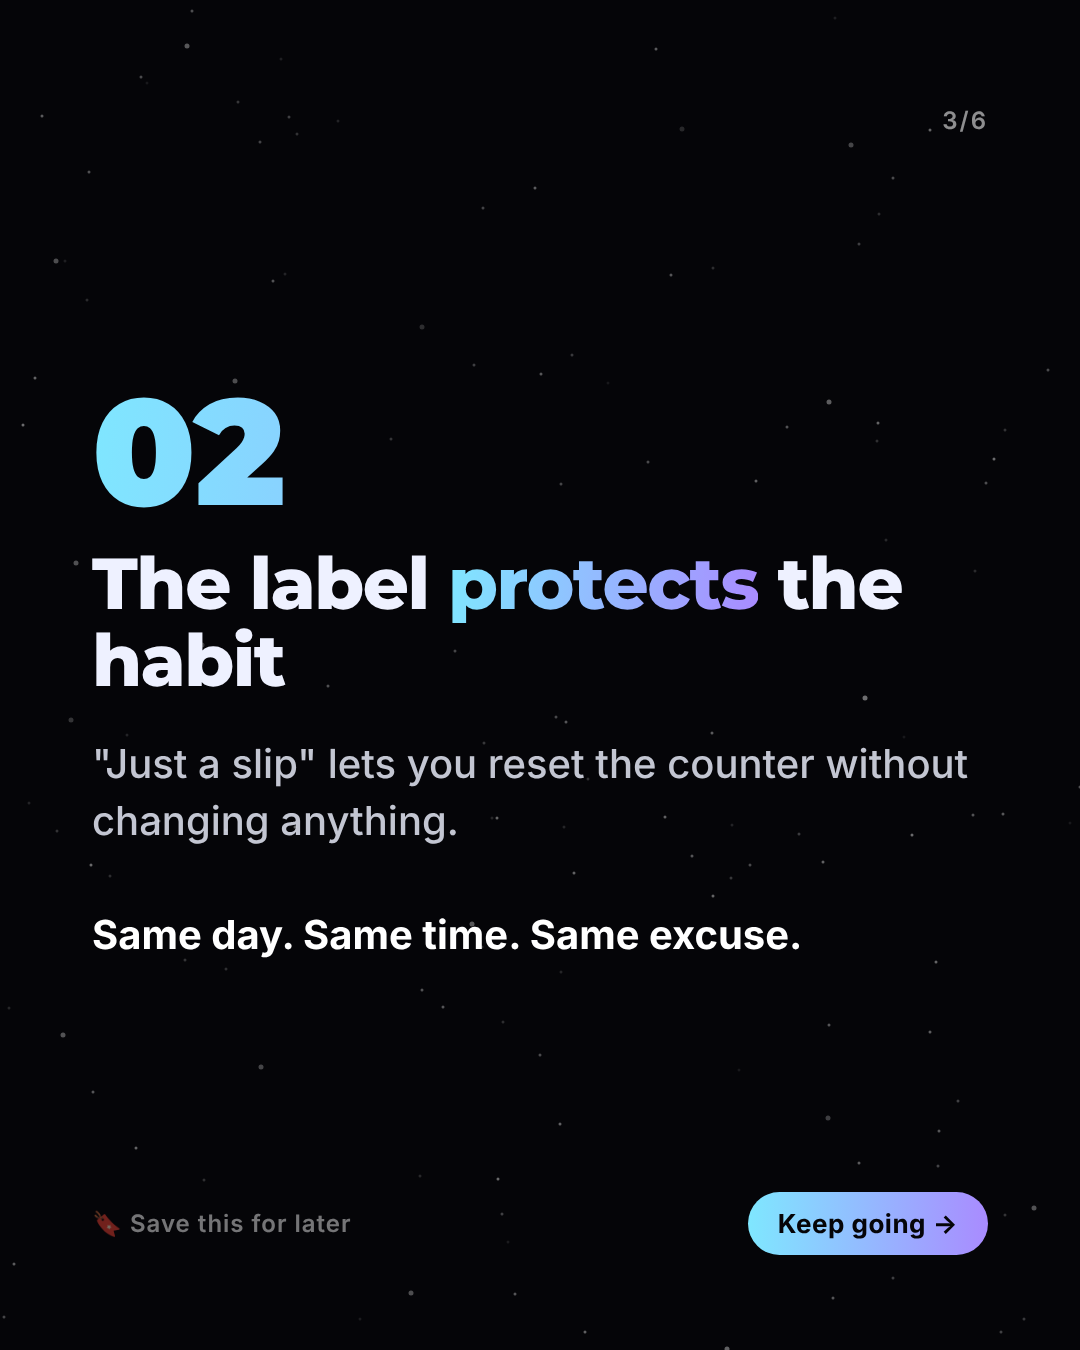 3/6
02
The label protects the
habit
"Just a slip" lets you reset the counter without
changing anything.
Same day. Same time. Same excuse.
🔖 Save this for later
Keep going →